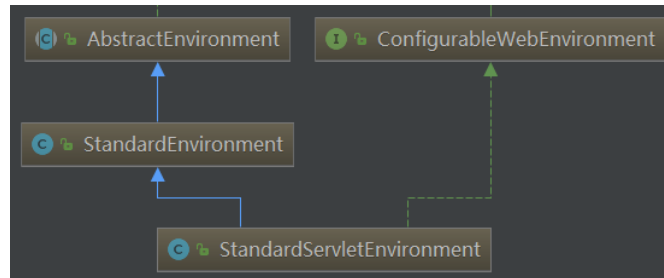 AbstractEnvironment
ConfigurableWebEnvironment
StandardEnvironment
StandardServletEnvironment